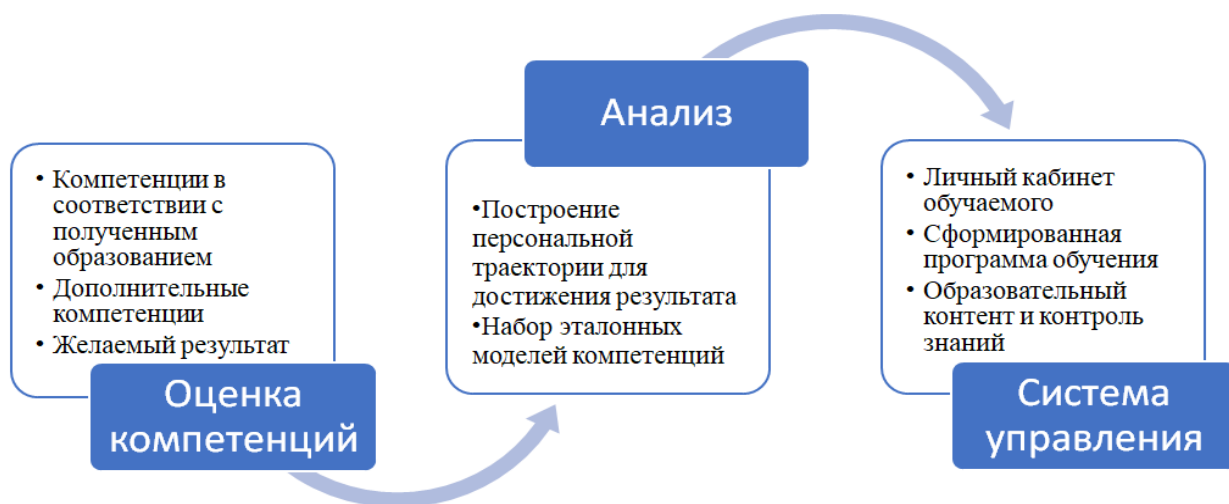 • Компетенции в
соответствии с
полученным
образованием
• Дополнительные
компетенции
• Желаемый результат
Оценка
компетенций
Анализ
•Построение
персональной
траектории для
достижения результата
•Набор эталонных
моделей компетенций
• Личный кабинет
обучаемого
• Сформированная
программа обучения
• Образовательный
контент и контроль
знаний
Система
управления